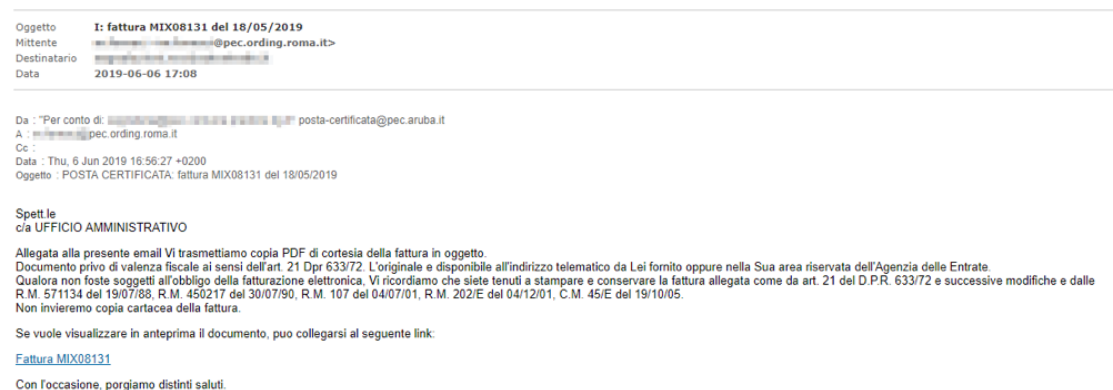 Oggetto I: fattura MIX08131 del 18/05/2019
Mittente @pec.ording.roma.it>
Destinatario
Data 2019-06-06 17:08
Da : "Per conto di: posta-certificata@pec.aruba.it
A : @pec.ording.roma.it
Cc :
Data : Thu, 6 Jun 2019 16:56:27 +0200
Oggetto : POSTA CERTIFICATA: fattura MIX08131 del 18/05/2019
Spett.le
c/a UFFICIO AMMINISTRATIVO
Allegata alla presente email Vi trasmettiamo copia PDF di cortesia della fattura in oggetto.
Documento privo di valenza fiscale ai sensi dell'art. 21 Dpr 633/72. L'originale e disponibile all'indirizzo telematico da Lei fornito oppure nella Sua area riservata dell'Agenzia delle Entrate.
Qualora non foste soggetti all'obbligo della fatturazione elettronica, Vi ricordiamo che siete tenuti a stampare e conservare la fattura allegata come da art. 21 del D.P.R. 633/72 e successive modifiche e dalle
R.M. 571134 del 19/07/88, R.M. 450217 del 30/07/90, R.M. 107 del 04/07/01, R.M. 202/E del 04/12/01, C.M. 45/E del 19/10/05.
Non invieremo copia cartacea della fattura.
Se vuole visualizzare in anteprima il documento, puo collegarsi al seguente link:
Fattura MIX08131
Con l'occasione, porgiamo distinti saluti.